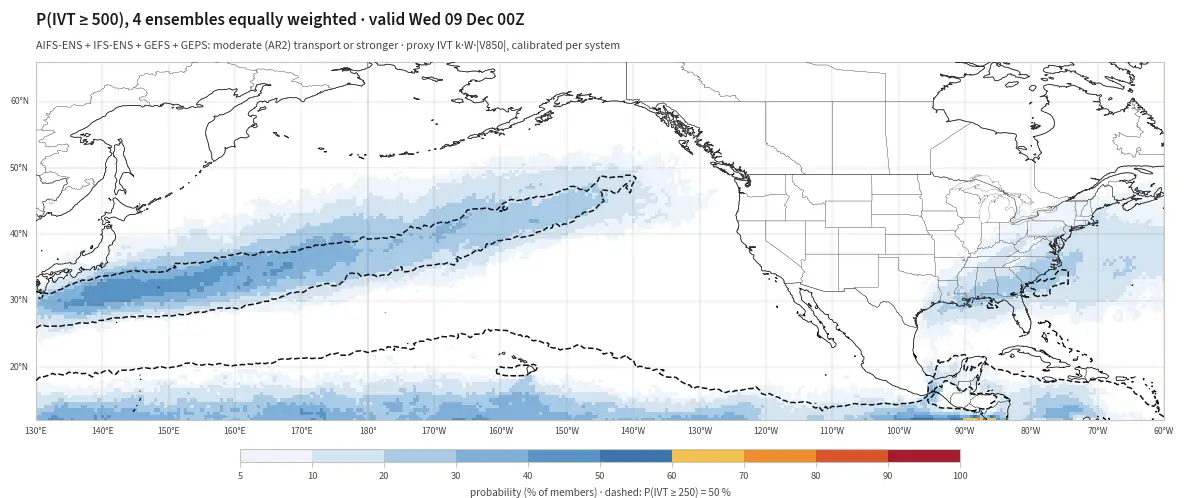 P(IVT ≥ 500), 4 ensembles equally weighted · valid Wed 09 Dec 00Z
AIFS-ENS + IFS-ENS + GEFS + GEPS: moderate (AR2) transport or stronger · proxy IVT k·W·|V850|, calibrated per system
60°N
50°N
40°N
30°N
20°N
130°E 140°E 150°E 160°E 170°E 180° 170°W 160°W 150°W 140°W 130°W 120°W 110°W 100°W 90°W 80°W 70°W 60°W
5 10 20 30 40 50 60 70 80 90 100
probability (% of members) · dashed: P(IVT ≥ 250) = 50 %